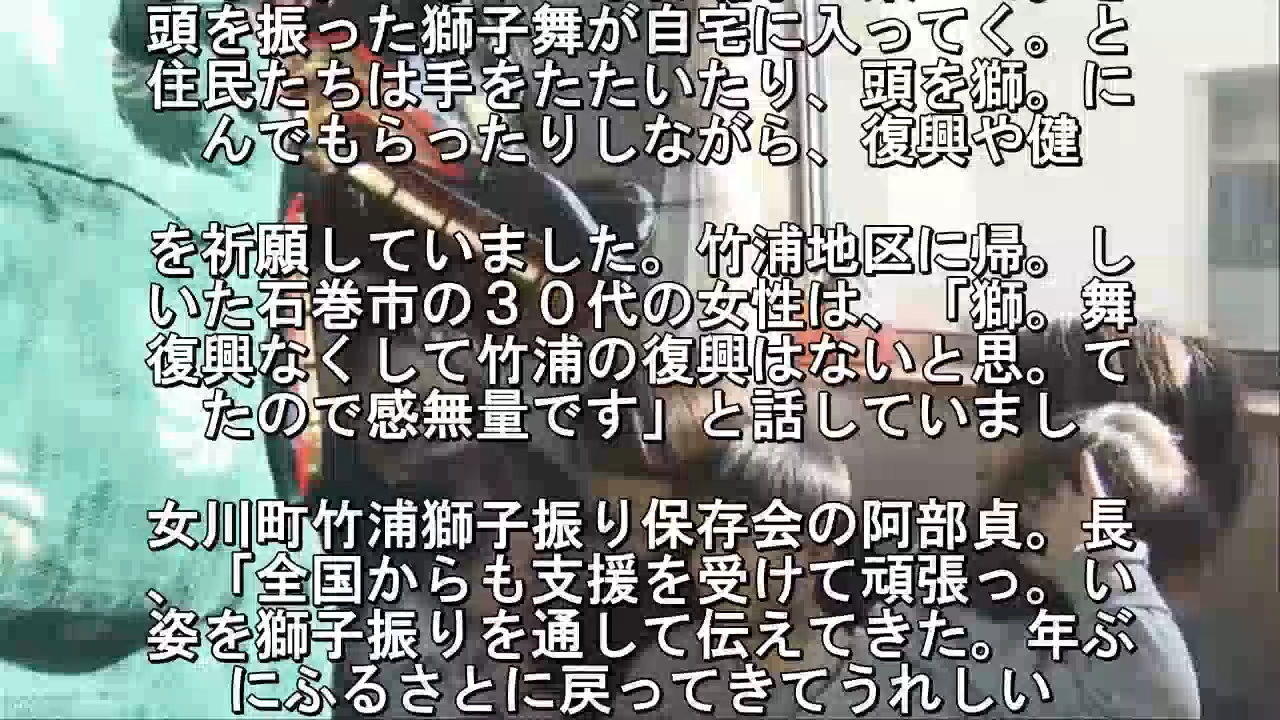 頭を振った獅子舞が自宅に入ってく。と
住民たちは手をたたいたり、頭を獅。に
んでもらったりしながら、復興や健
を祈願していました。竹浦地区に帰。し
いた石巻市の３０代の女性は、「獅。舞
復興なくして竹浦の復興はないと思。て
たので感無量です」と話していまし
女川町竹浦獅子振り保存会の阿部貞。長
、「全国からも支援を受けて頑張っ。い
姿を獅子振りを通して伝えてきた。年ぶ
にふるさとに戻ってきてうれしい